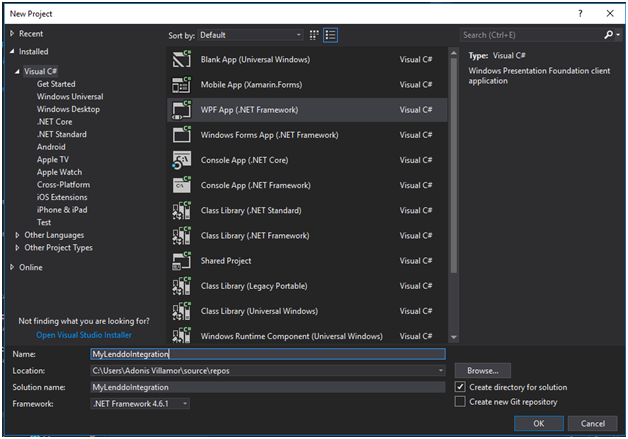 New Project
? ×
Recent
Installed
Visual C#
Get Started
Windows Universal
Windows Desktop
.NET Core
.NET Standard
Android
Apple TV
Apple Watch
Cross-Platform
iOS Extensions
iPhone & iPad
Test
Other Languages
Other Project Types
Online
Not finding what you are looking for?
Open Visual Studio Installer
Sort by: Default
Blank App (Universal Windows) Visual C#
Mobile App (Xamarin.Forms) Visual C#
WPF App (.NET Framework) Visual C#
Windows Forms App (.NET Framework) Visual C#
Console App (.NET Core) Visual C#
Console App (.NET Framework) Visual C#
Class Library (.NET Standard) Visual C#
Class Library (.NET Framework) Visual C#
Shared Project Visual C#
Class Library (Legacy Portable) Visual C#
Class Library (Universal Windows) Visual C#
Windows Runtime Component (Universal Windows) Visual C#
Search (Ctrl+E)
Type: Visual C#
Windows Presentation Foundation client
application
Name: MyLenddoIntegration
Location: C:\Users\Adonis Villamor\source\repos
Browse...
Solution name: MyLenddoIntegration
Create directory for solution
Framework: .NET Framework 4.6.1
Create new Git repository
OK Cancel